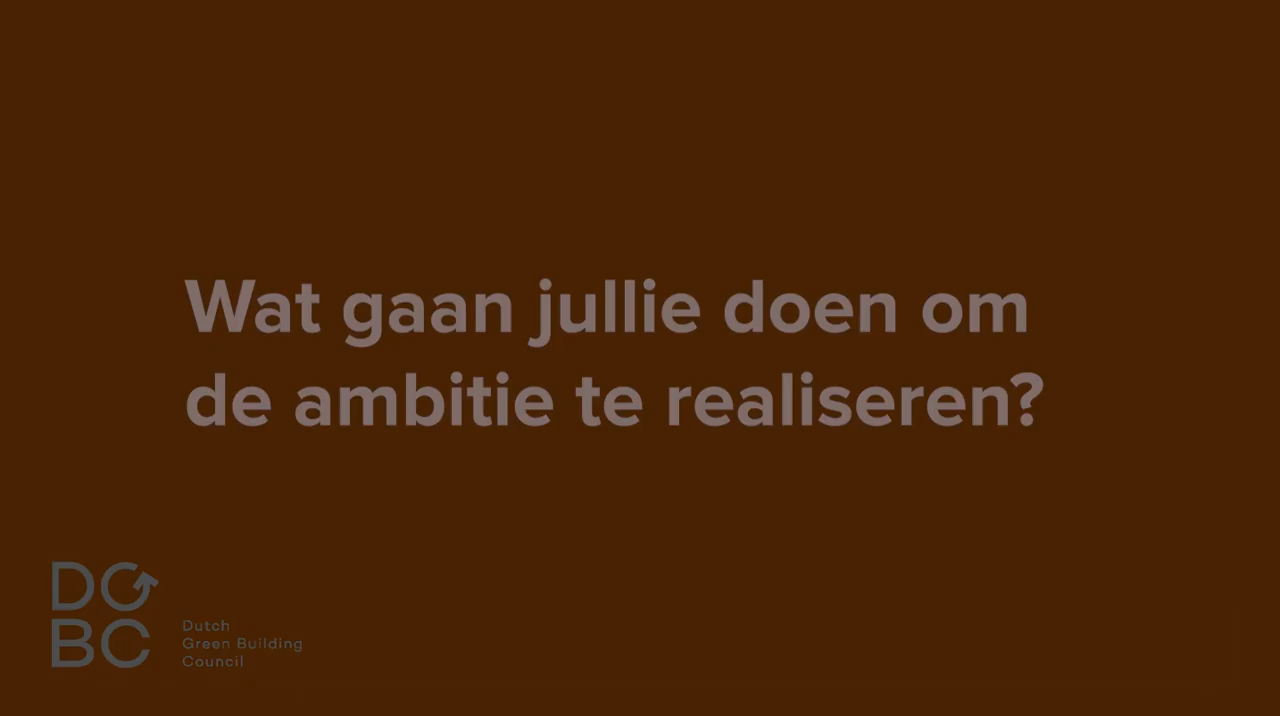 Wat gaan jullie doen om
de ambitie te realiseren?
DG
BC
Dutch
Green Building
Council